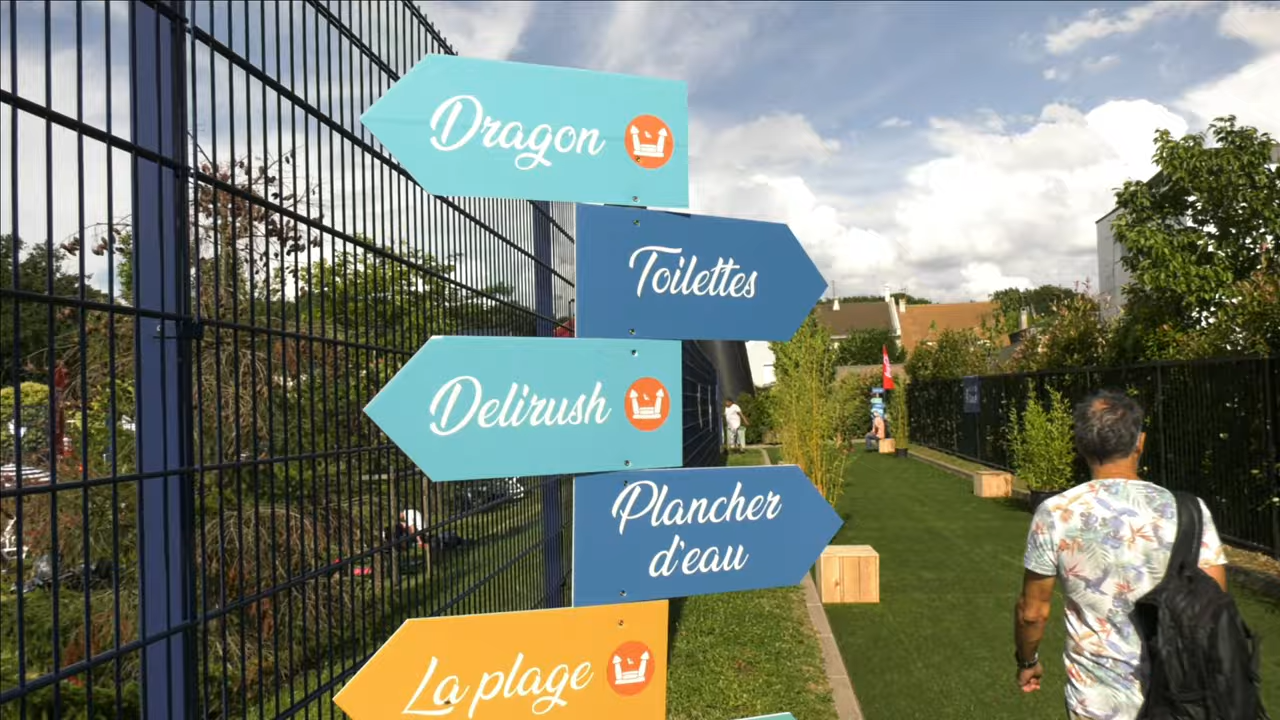 Dragon
Toilettes
Delirush
Plancher
d'eau
La plage